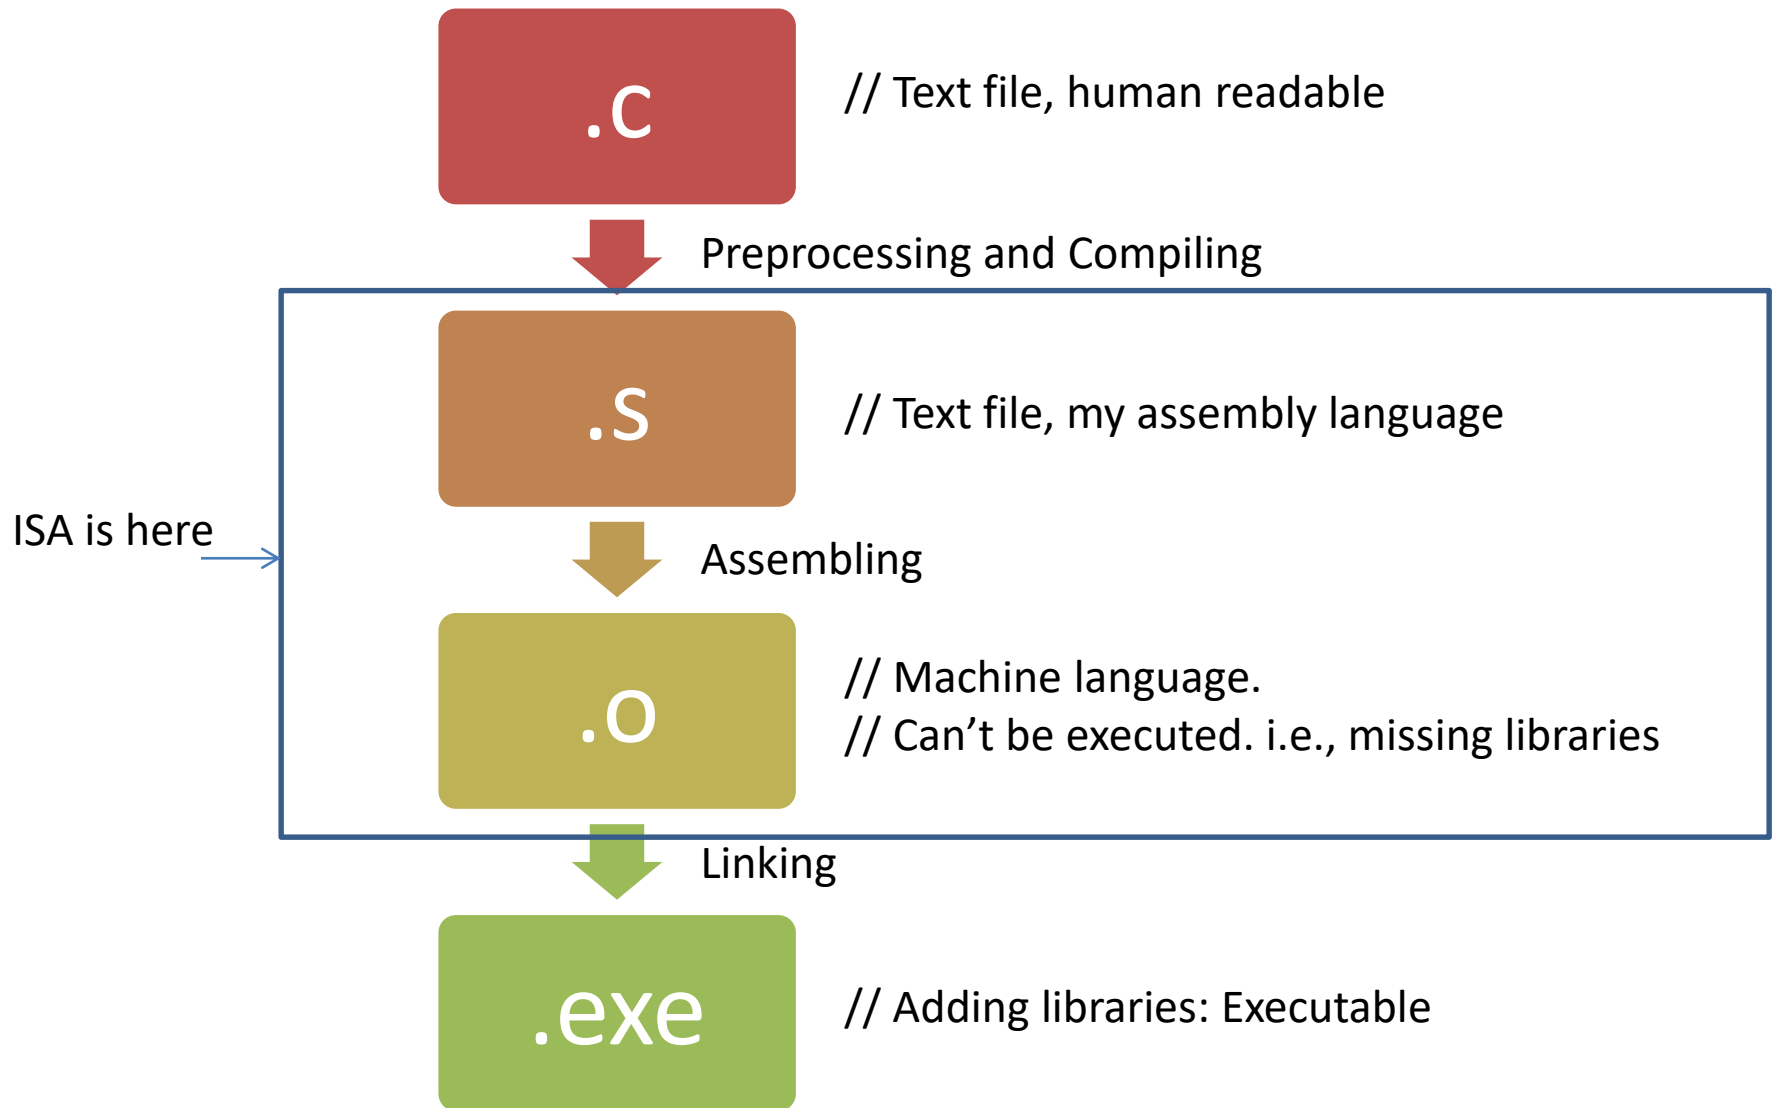 .c
// Text file, human readable
Preprocessing and Compiling
.s
// Text file, my assembly language
ISA is here
Assembling
.o
// Machine language.
// Can’t be executed. i.e., missing libraries
Linking
.exe
// Adding libraries: Executable